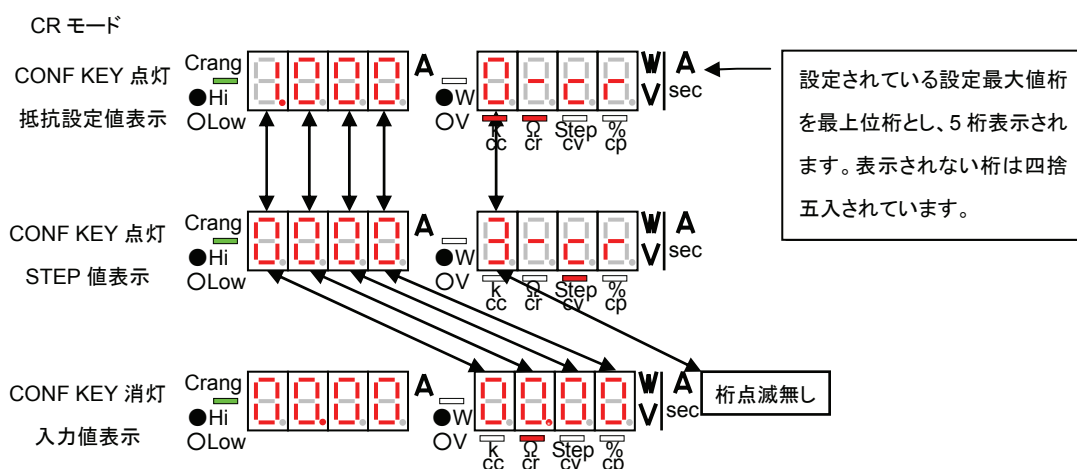 CR モード
CONF KEY 点灯
抵抗設定値表示
Crang
●Hi
○Low
1.000 A
●W
○V
0-cr
W A
V sec
k Ω Step %
cc cr cv cp
設定されている設定最大値桁
を最上位桁とし、5 桁表示され
ます。表示されない桁は四捨
五入されています。
CONF KEY 点灯
STEP 値表示
Crang
●Hi
○Low
0000 A
●W
○V
3-cr
W A
V sec
k Ω Step %
cc cr cv cp
CONF KEY 消灯
入力値表示
Crang
●Hi
○Low
00.00 A
●W
○V
00.00
W A
V sec
k Ω Step %
cc cr cv cp
桁点滅無し